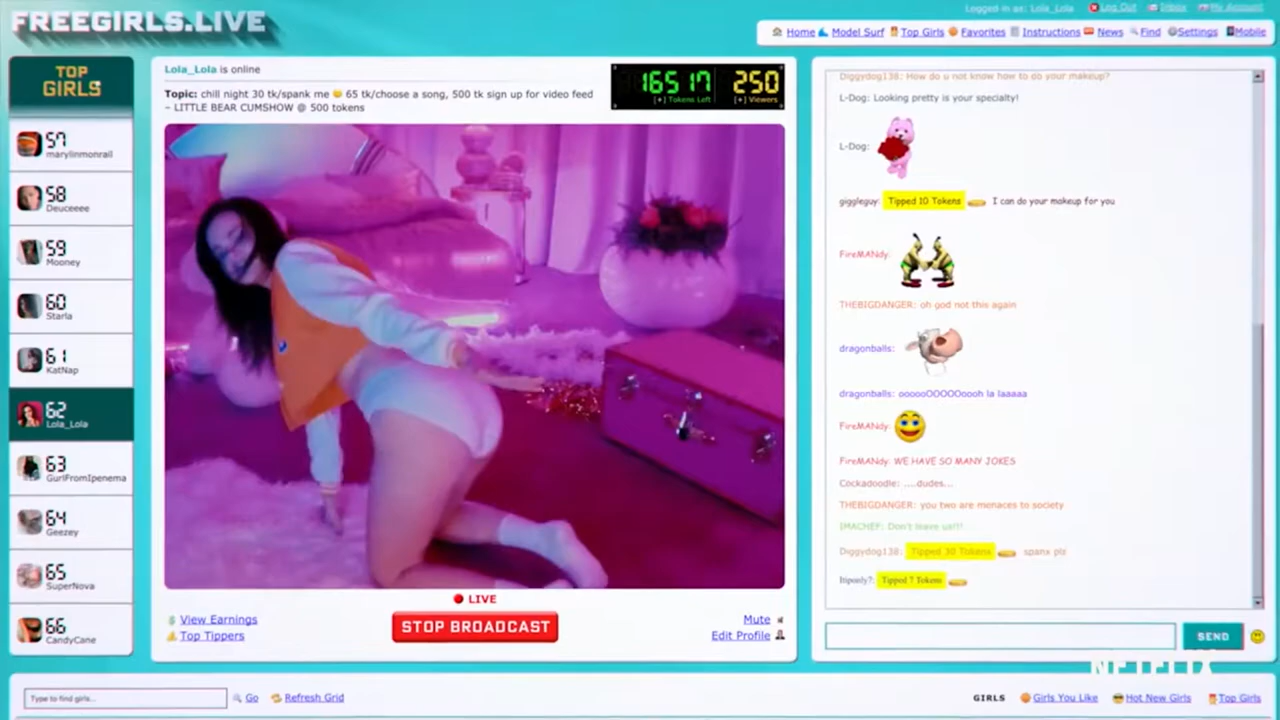 Logged in as: Lola_Lola Log Out Inbox My Account
FREEGIRLS.LIVE
Home Model Surf Top Girls Favorites Instructions News Find Settings Mobile
TOP GIRLS
57 marylinmonrail
58 Deuceeee
59 Mooney
60 Starla
61 KatNap
62 Lola_Lola
63 GurlFromIpenema
64 Geezey
65 SuperNova
66 CandyCane
Lola_Lola is online
Topic: chill night 30 tk/spank me 65 tk/choose a song, 500 tk sign up for video feed
~ LITTLE BEAR CUMSHOW @ 500 tokens
16517 250
[+] Tokens Left [+] Viewers
LIVE
View Earnings
Top Tippers
STOP BROADCAST
Mute
Edit Profile
Diggydog138: How do u not know how to do your makeup?
L-Dog: Looking pretty is your specialty!
L-Dog:
giggleguy: Tipped 10 Tokens I can do your makeup for you
FireMANdy:
THEBIGDANGER: oh god not this again
dragonballs:
dragonballs: oooooOOOOOoooh la laaaaa
FireMANdy:
FireMANdy: WE HAVE SO MANY JOKES
Cockadoodle: ....dudes...
THEBIGDANGER: you two are menaces to society
IMACHEF: Don't leave us!!!
Diggydog138: Tipped 30 Tokens spanx plz
Itiponly7: Tipped 7 Tokens
SEND
NETFLIX
Type to find girls... Go Refresh Grid
GIRLS Girls You Like Hot New Girls Top Girls